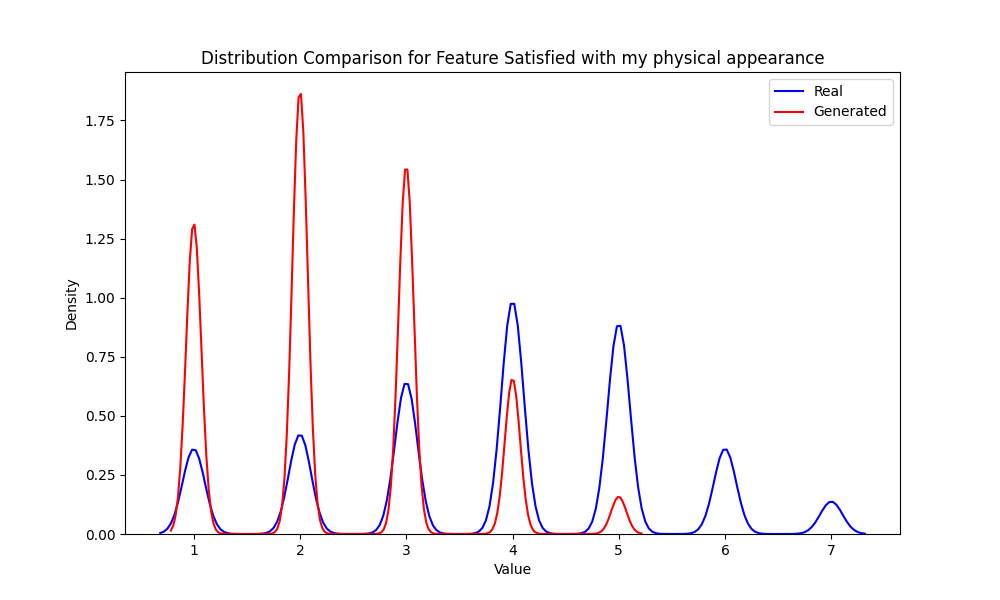 Distribution Comparison for Feature Satisfied with my physical appearance
Real
Generated
Density
1.75
1.50
1.25
1.00
0.75
0.50
0.25
0.00
1 2 3 4 5 6 7
Value